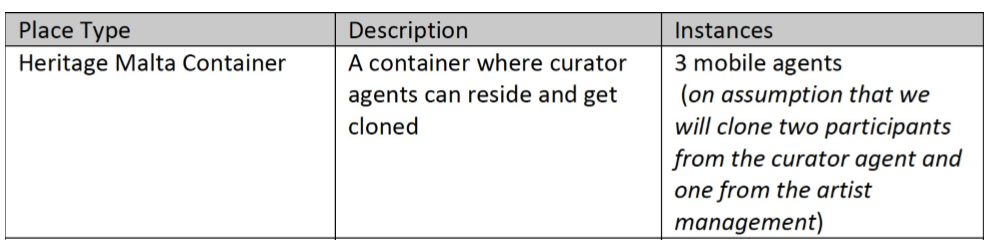 Place Type Description Instances
Heritage Malta Container A container where curator 3 mobile agents
agents can reside and get (on assumption that we
cloned will clone two participants
from the curator agent and
one from the artist
management)